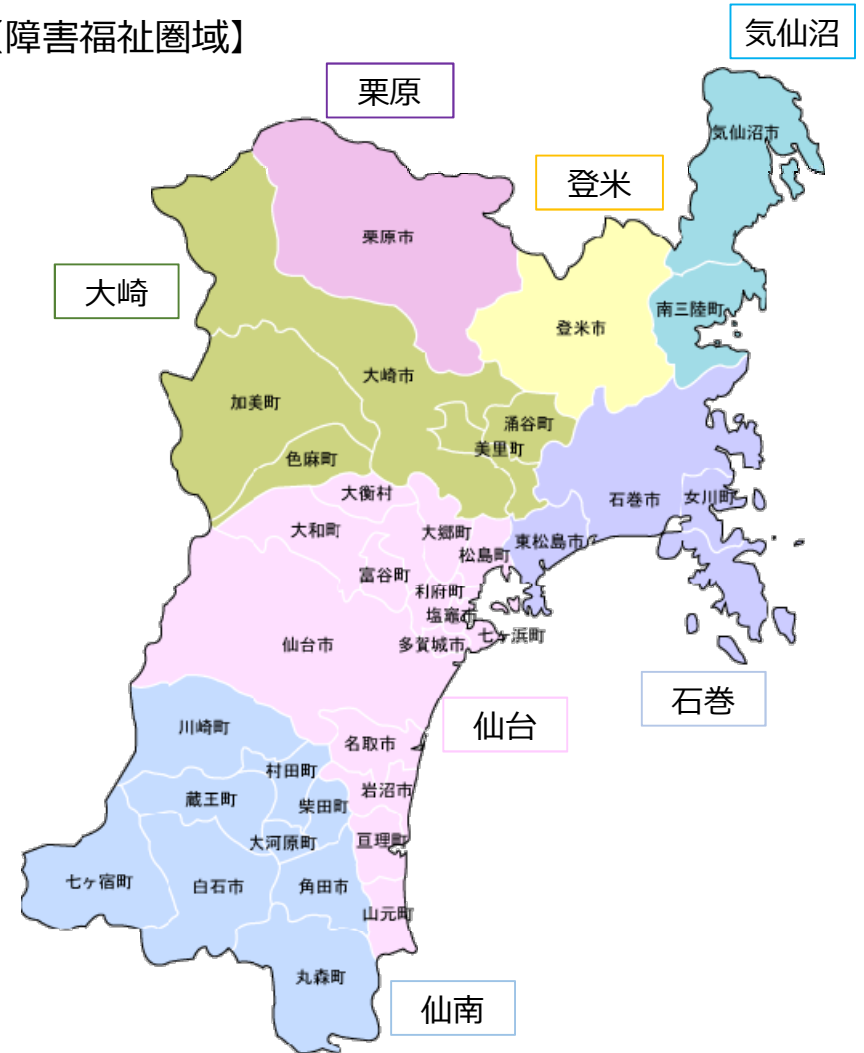 障害福祉圏域】
気仙沼
栗原
気仙沼市
登米
栗原市
大崎
南三陸町
登米市
大崎市
加美町
涌谷町
美里町
色麻町
大衡村
石巻市
女川町
大和町
大郷町
東松島市
松島町
富谷町
利府町
塩竈市
七ヶ浜町
仙台市
多賀城市
石巻
仙台
川崎町
名取市
村田町
岩沼市
蔵王町
柴田町
大河原町
亘理町
七ヶ宿町
白石市
角田市
山元町
丸森町
仙南